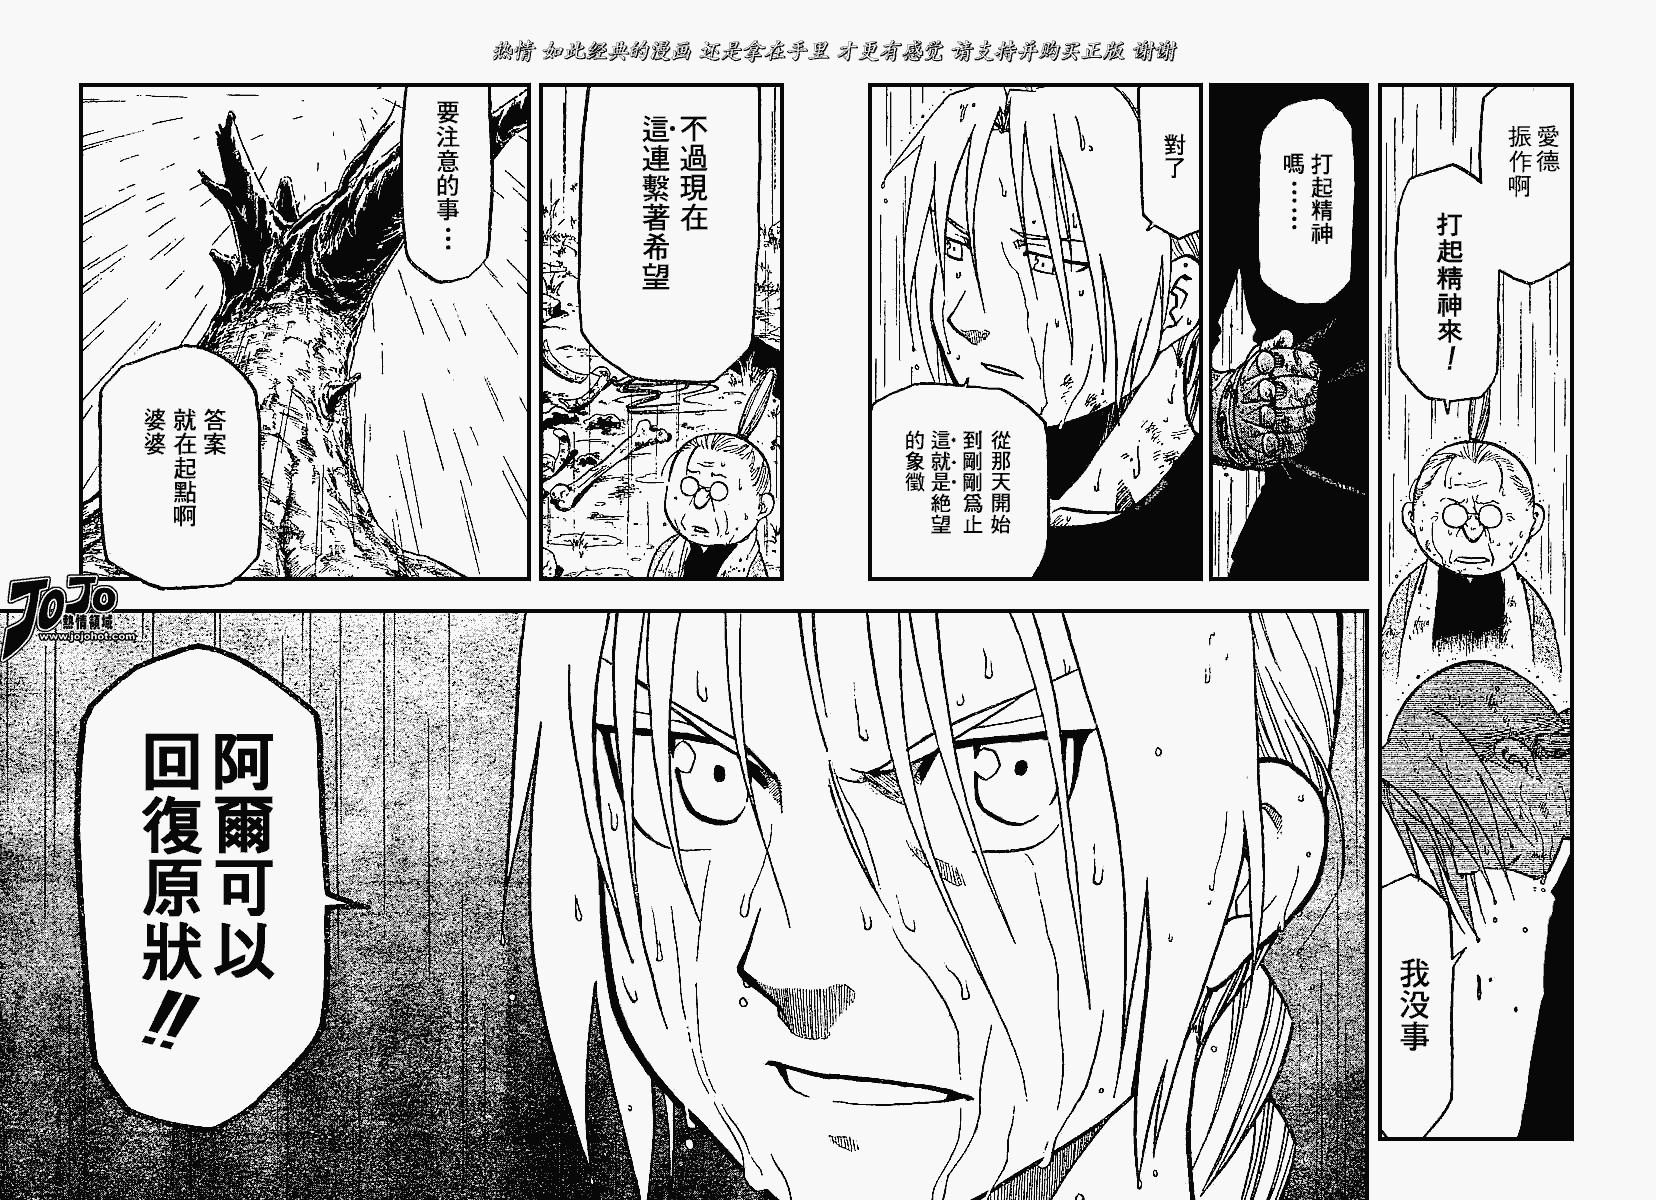 热情 如此经典的漫画 还是拿在手里 才更有感觉 请支持并购买正版 谢谢
愛德
振作啊
打起精神來！
我没事
打起精神
嗎……
對了
從那天開始
到剛剛爲止
這就是絶望
的象徵
不過現在
這連繫著希望
要注意的事…
答案
就在起點啊
婆婆
阿爾可以
回復原狀!!
JOJO
熱情領域
www.jojohot.com